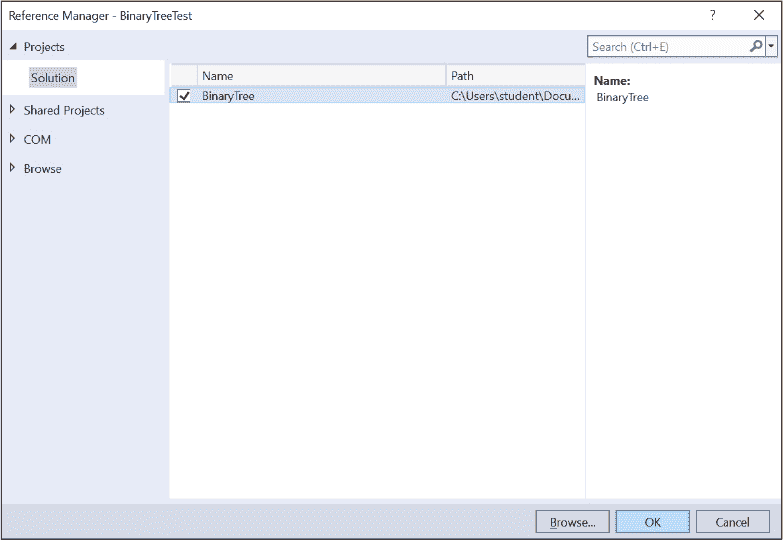 Reference Manager - BinaryTreeTest
Projects
Search (Ctrl+E)
Solution
Name Path
Name:
BinaryTree C:\Users\student\Docu...
BinaryTree
Shared Projects
COM
Browse
Browse... OK Cancel